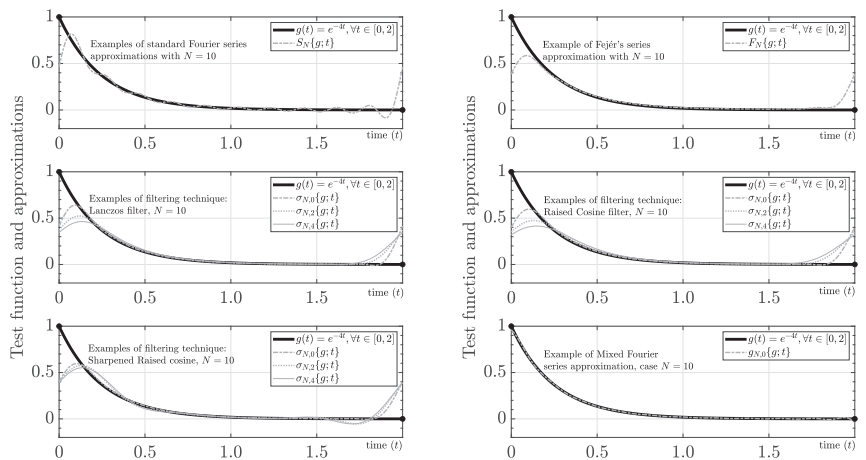 Test function and approximations
1
0.5
0
0
0.5
1.0
1.5
time (t)
Examples of standard Fourier series
approximations with N = 10
g(t) = e^{-4t}, ∀t ∈ [0, 2]
S_N{g; t}
1
0.5
0
0
0.5
1.0
1.5
Examples of filtering technique:
Lanczos filter, N = 10
g(t) = e^{-4t}, ∀t ∈ [0, 2]
σ_{N,0}{g; t}
σ_{N,2}{g; t}
σ_{N,4}{g; t}
time (t)
1
0.5
0
0
0.5
1.0
1.5
Examples of filtering technique:
Sharpened Raised cosine, N = 10
g(t) = e^{-4t}, ∀t ∈ [0, 2]
σ_{N,0}{g; t}
σ_{N,2}{g; t}
σ_{N,4}{g; t}
time (t)
Test function and approximations
1
0.5
0
0
0.5
1.0
1.5
Example of Fejér's series
approximation with N = 10
g(t) = e^{-4t}, ∀t ∈ [0, 2]
F_N{g; t}
time (t)
1
0.5
0
0
0.5
1.0
1.5
Examples of filtering technique:
Raised Cosine filter, N = 10
g(t) = e^{-4t}, ∀t ∈ [0, 2]
σ_{N,0}{g; t}
σ_{N,2}{g; t}
σ_{N,4}{g; t}
time (t)
1
0.5
0
0
0.5
1.0
1.5
Example of Mixed Fourier
series approximation, case N = 10
g(t) = e^{-4t}, ∀t ∈ [0, 2]
g_{N,0}{g; t}
time (t)